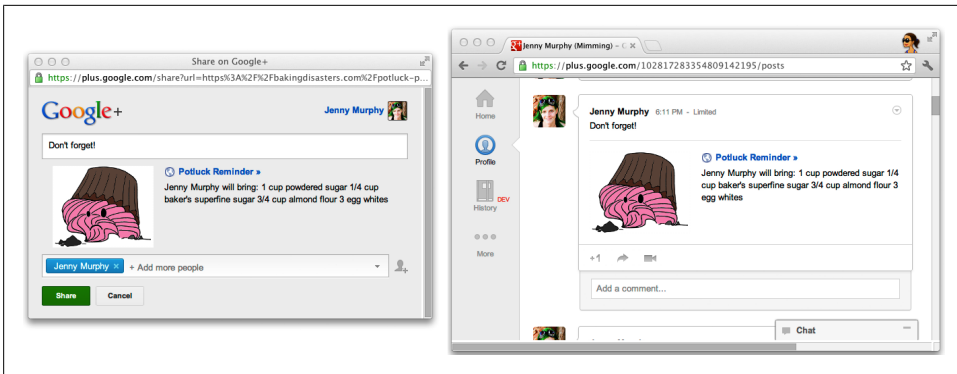 Share on Google+
https://plus.google.com/share?url=https%3A%2F%2Fbakingdisasters.com%2Fpotluck-p...
Google+
Jenny Murphy
Don't forget!
Potluck Reminder »
Jenny Murphy will bring: 1 cup powdered sugar 1/4 cup
baker's superfine sugar 3/4 cup almond flour 3 egg whites
Jenny Murphy × + Add more people
Share Cancel
Jenny Murphy (Mimming) - G ×
https://plus.google.com/102817283354809142195/posts
Home
Profile
History DEV
More
Jenny Murphy 6:11 PM - Limited
Don't forget!
Potluck Reminder »
Jenny Murphy will bring: 1 cup powdered sugar 1/4
cup baker's superfine sugar 3/4 cup almond flour 3
egg whites
+1
Add a comment...
Chat